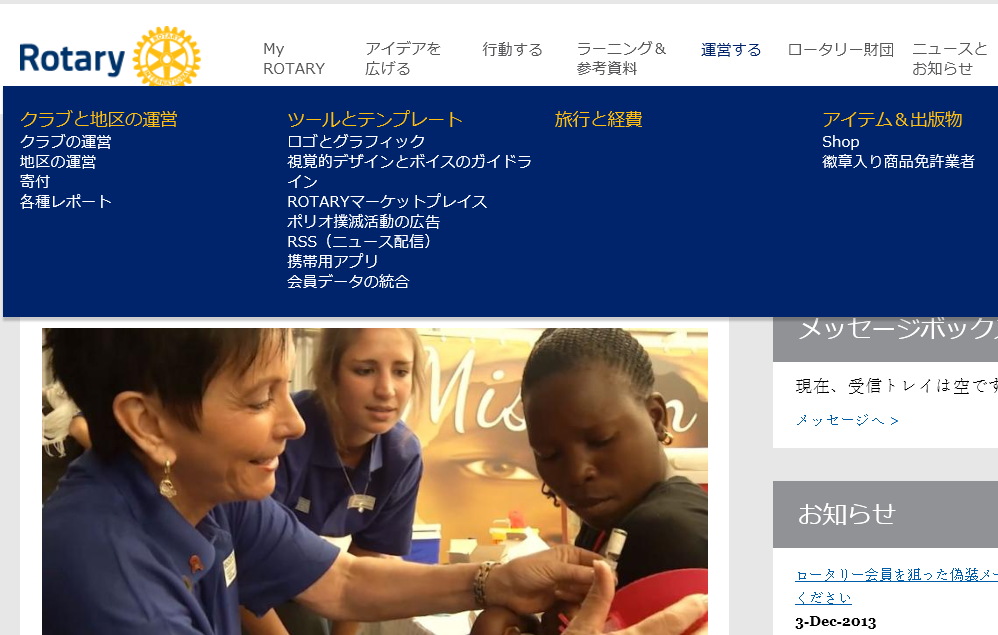 Rotary
ROTARY
INTERNATIONAL
My
ROTARY
アイデアを
広げる
行動する
ラーニング＆
参考資料
運営する
ロータリー財団
ニュースと
お知らせ
クラブと地区の運営
クラブの運営
地区の運営
寄付
各種レポート
ツールとテンプレート
ロゴとグラフィック
視覚的デザインとボイスのガイドラ
イン
ROTARYマーケットプレイス
ポリオ撲滅活動の広告
RSS（ニュース配信）
携帯用アプリ
会員データの統合
旅行と経費
アイテム＆出版物
Shop
徽章入り商品免許業者
メッセージボック
現在、受信トレイは空で
メッセージへ >
お知らせ
ロータリー会員を狙った偽装メー
ください
3-Dec-2013